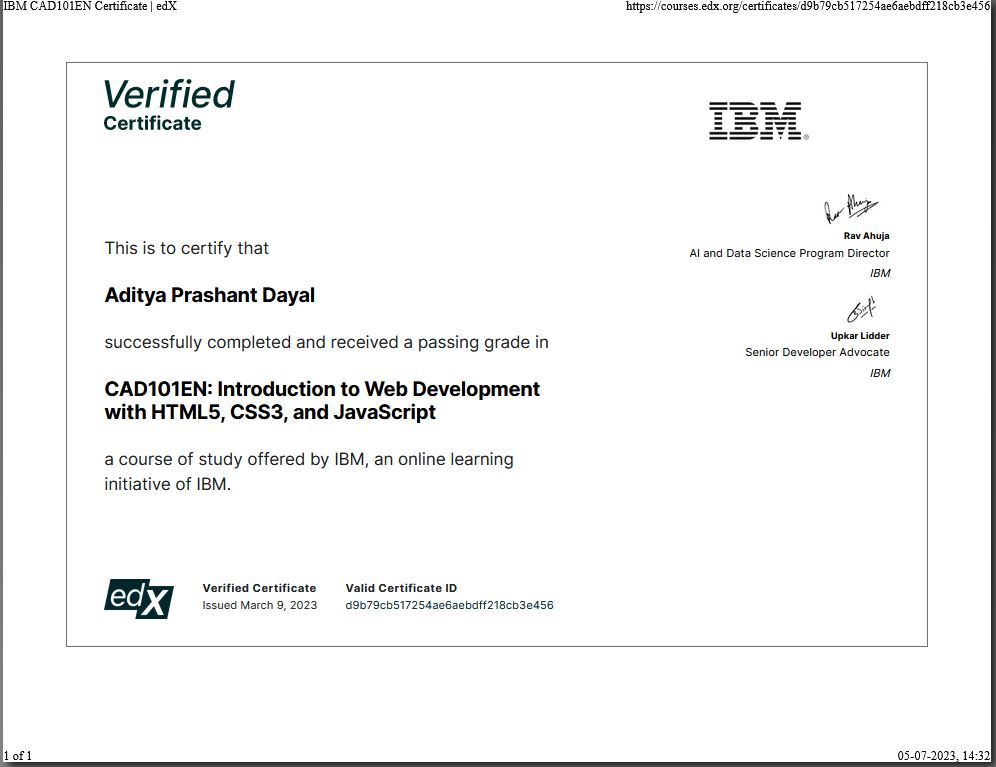 IBM CAD101EN Certificate | edX
https://courses.edx.org/certificates/d9b79cb517254ae6aebdff218cb3e456
Verified
Certificate
IBM®
Rav Ahuja
AI and Data Science Program Director
IBM
Upkar Lidder
Senior Developer Advocate
IBM
This is to certify that
Aditya Prashant Dayal
successfully completed and received a passing grade in
CAD101EN: Introduction to Web Development
with HTML5, CSS3, and JavaScript
a course of study offered by IBM, an online learning
initiative of IBM.
edX
Verified Certificate
Issued March 9, 2023
Valid Certificate ID
d9b79cb517254ae6aebdff218cb3e456
1 of 1
05-07-2023, 14:32